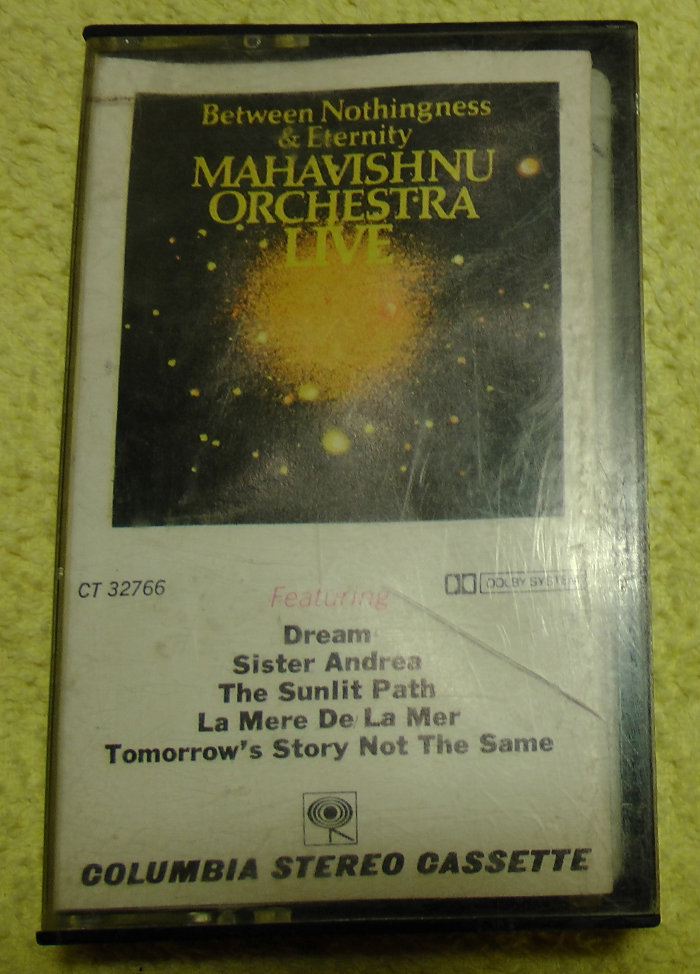 Between Nothingness
& Eternity
MAHAVISHNU
ORCHESTRA
LIVE
CT 32766
Featuring
DOLBY SYSTEM
Dream
Sister Andrea
The Sunlit Path
La Mere De La Mer
Tomorrow's Story Not The Same
COLUMBIA STEREO CASSETTE